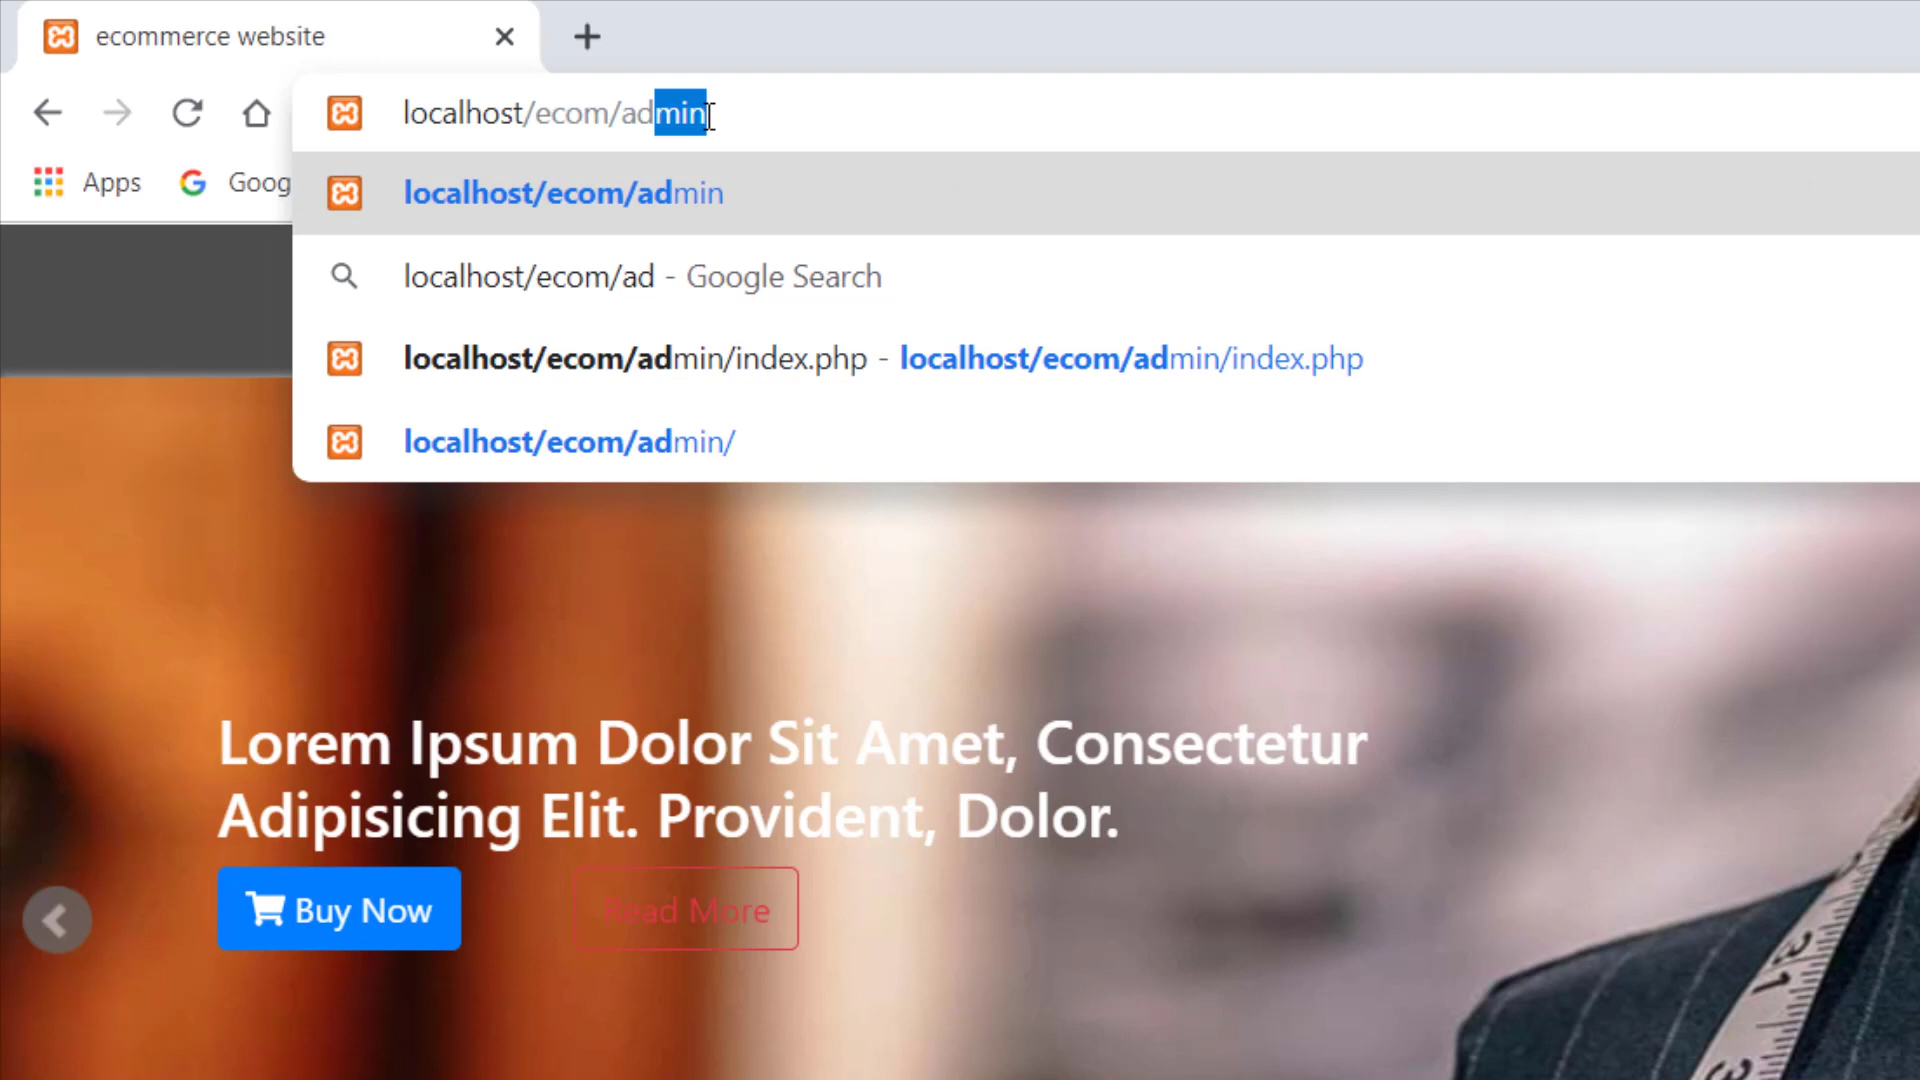 ecommerce website
localhost/ecom/admin
Apps Goog
localhost/ecom/admin
localhost/ecom/ad - Google Search
localhost/ecom/admin/index.php - localhost/ecom/admin/index.php
localhost/ecom/admin/
Lorem Ipsum Dolor Sit Amet, Consectetur
Adipisicing Elit. Provident, Dolor.
Buy Now Read More
31
3